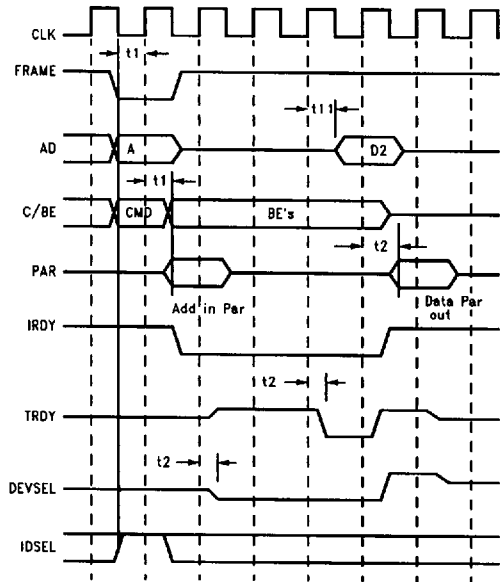 CLK
t1
FRAME
t11
AD
A
D2
t1
C/BE
CMD
BE's
t2
PAR
Add in Par
Data Par
out
IRDY
t2
TRDY
t2
DEVSEL
IDSEL